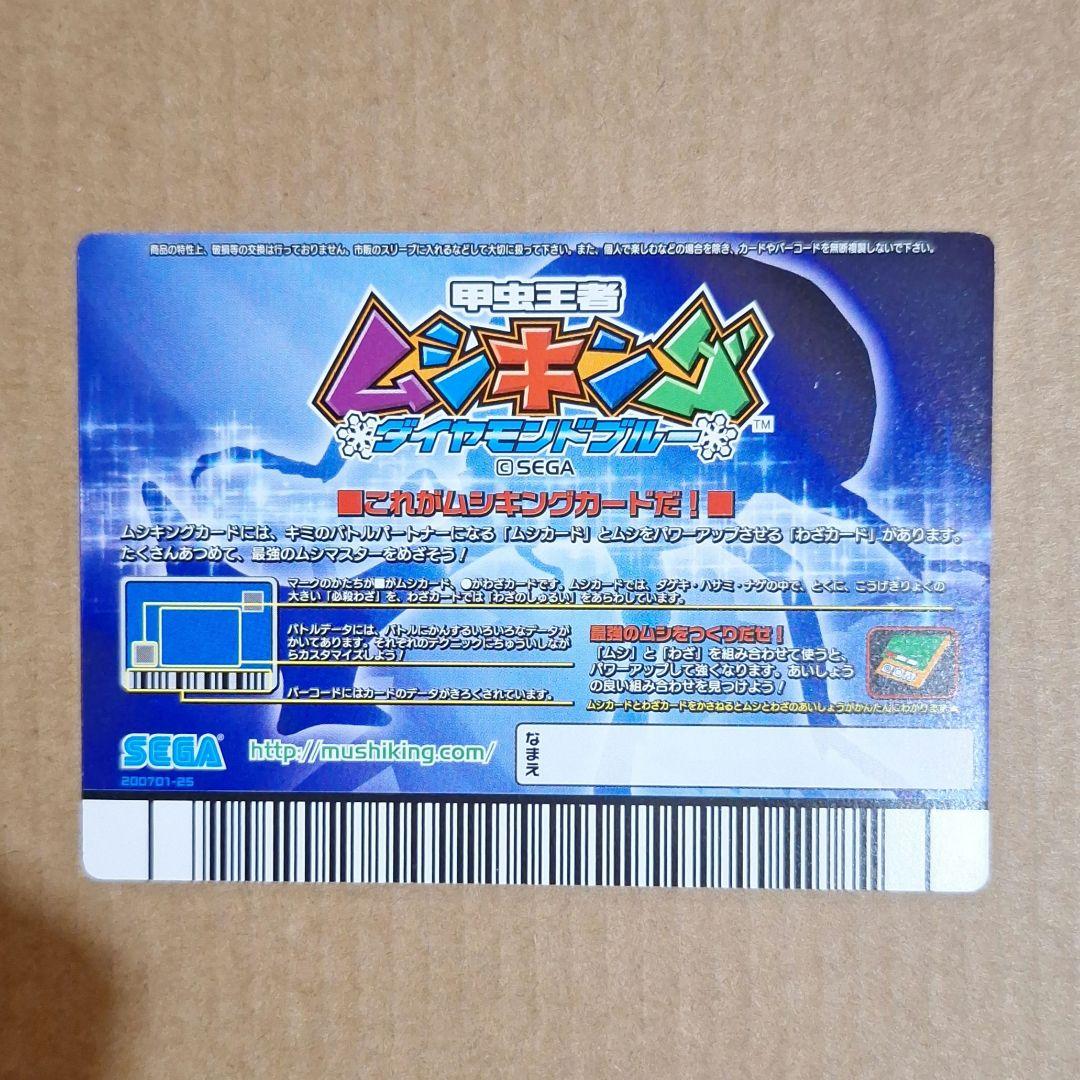 商品の特性上、破損等の交換は行っておりません。市販のスリーブに入れるなどして大切に扱って下さい。また、個人で楽しむなどの場合を除き、カードやバーコードを無断複製しないで下さい。
甲虫王者
ムシキング
ダイヤモンドブルー
TM
©SEGA
■これがムシキングカードだ！■
ムシキングカードには、キミのバトルパートナーになる「ムシカード」とムシをパワーアップさせる「わざカード」があります。
たくさんあつめて、最強のムシマスターをめざそう！
マークのかたちが■がムシカード、●がわざカードです。ムシカードでは、ダゲキ・ハサミ・ナゲの中で、とくに、こうげきりょくの
大きい「必殺わざ」を、わざカードでは「わざのしゅるい」をあらわしています。
バトルデータには、バトルにかんするいろいろなデータが
かいてあります。それぞれのテクニックにちゅういしなが
らカスタマイズしよう！
バーコードにはカードのデータがきろくされています。
最強のムシをつくりだせ！
「ムシ」と「わざ」を組み合わせて使うと、
パワーアップして強くなります。あいしょう
の良い組み合わせを見つけよう！
ムシカードとわざカードをかさねるとムシとわざのあいしょうがかんたんにわかります。
SEGA®
http://mushiking.com/
200701-25
なまえ